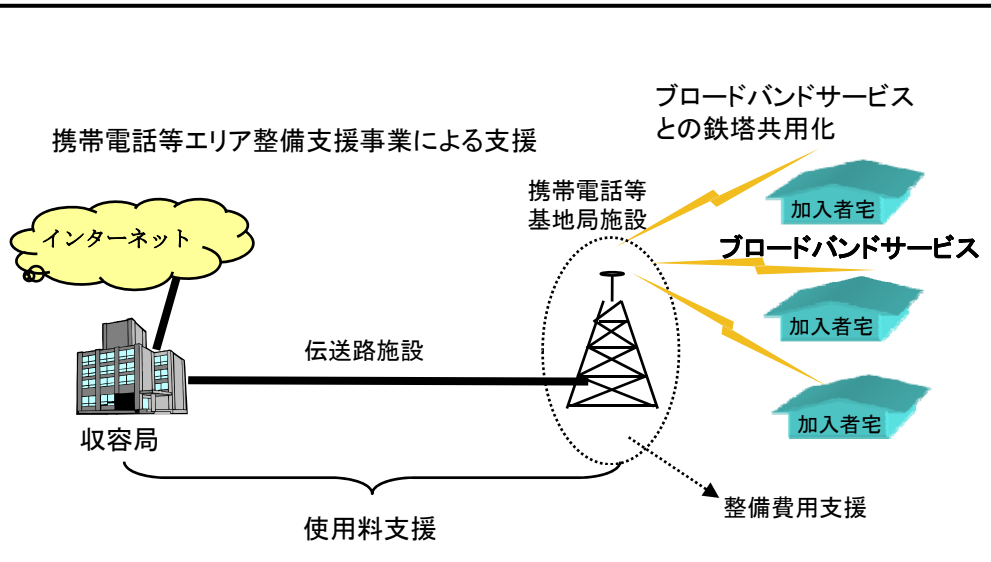 ブロードバンドサービス
との鉄塔共用化
携帯電話等エリア整備支援事業による支援
携帯電話等
基地局施設
加入者宅
インターネット
ブロードバンドサービス
加入者宅
伝送路施設
加入者宅
収容局
整備費用支援
使用料支援